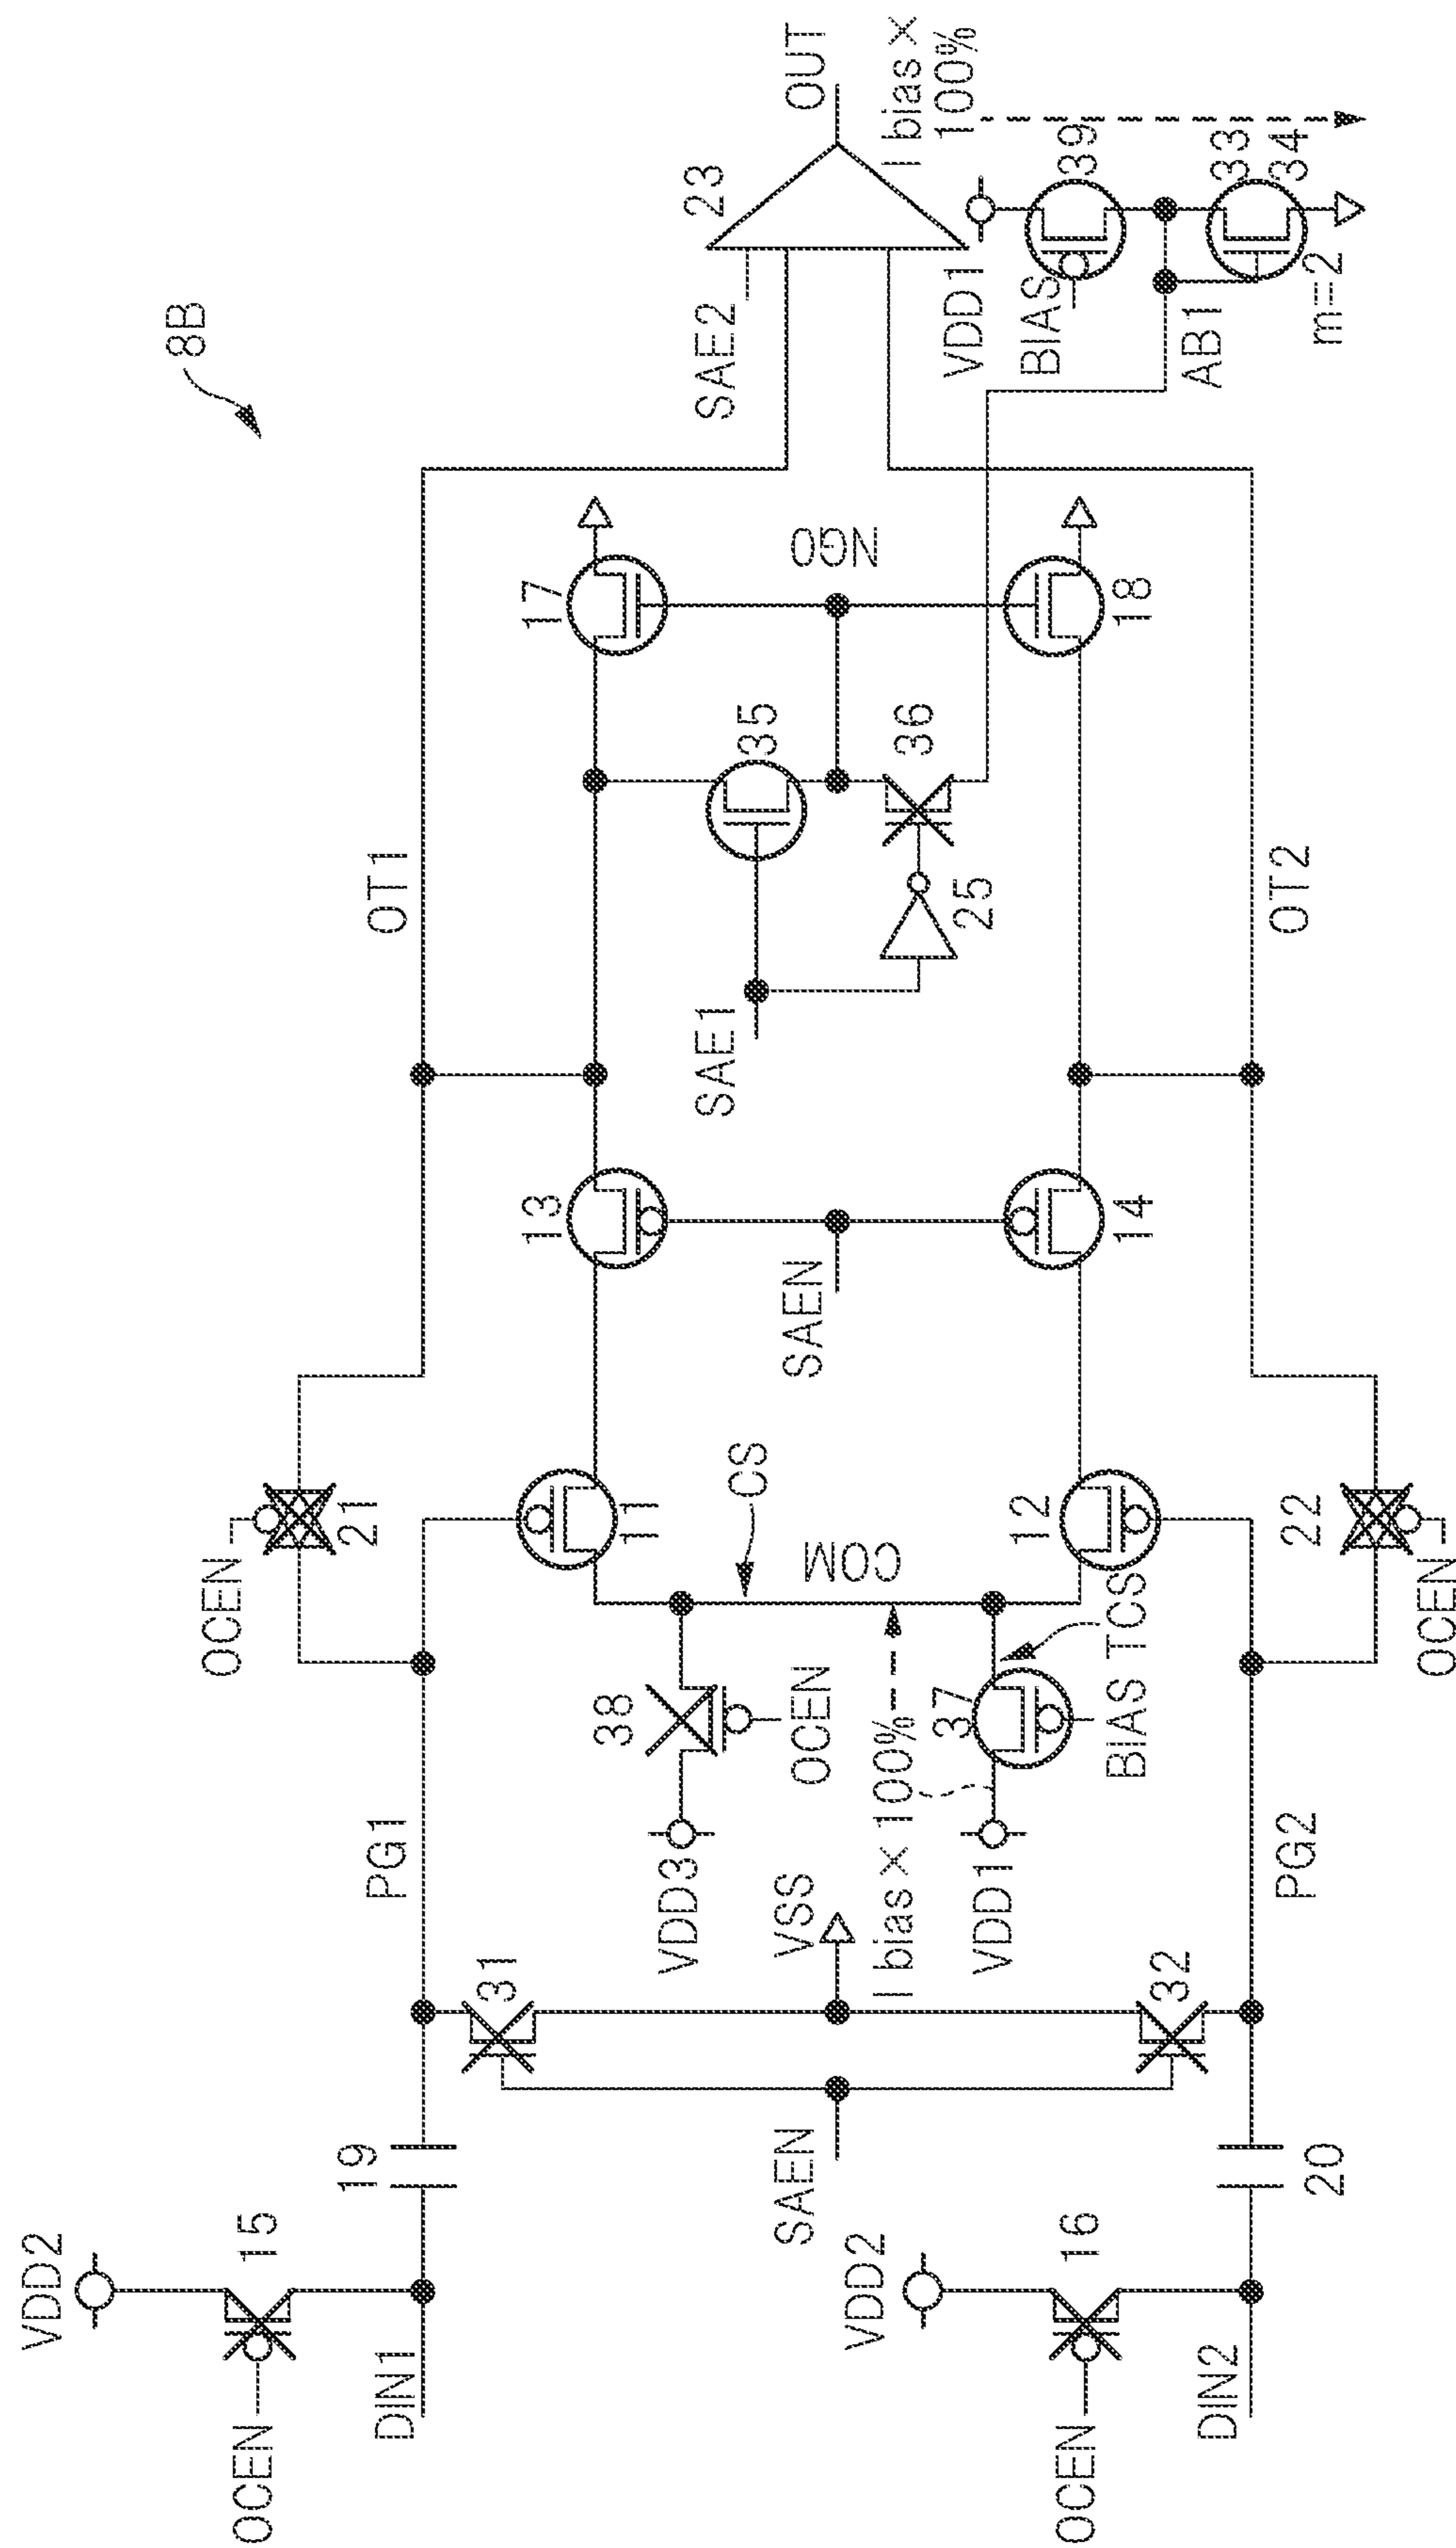 8B
VDD2
OCEN
15
DIN1
19
PG1
OCEN
21
OT1
SAE2
23
OUT
I bias×
100%
VDD1
BIAS
39
AB1
33
34
m=2
31
SAEN
VSS
32
VDD3
38
OCEN
I bias×100%
VDD1
37
BIAS
TCS
COM
CS
11
12
13
SAEN
14
SAE1
35
25
36
17
NGO
18
VDD2
OCEN
16
DIN2
20
PG2
22
OCEN
OT2